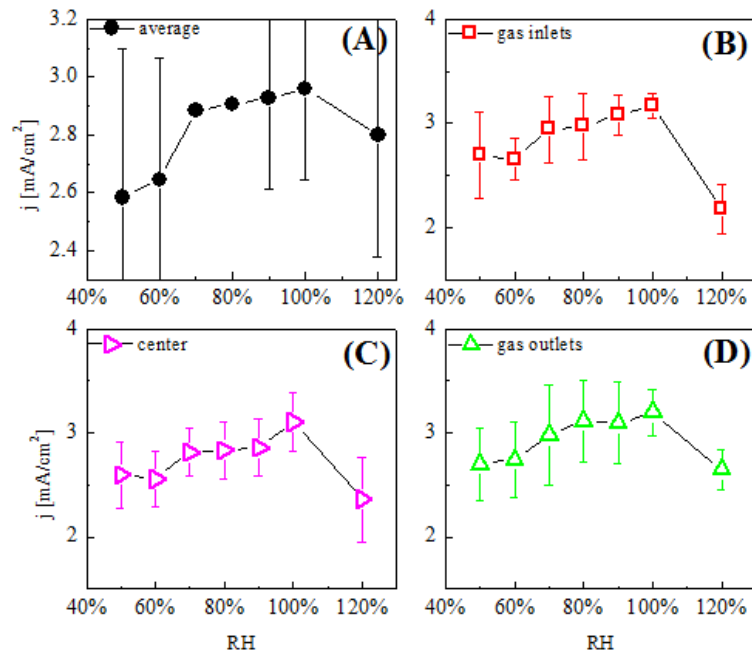 3.2
3.0
2.8
2.6
2.4
j [mA/cm²]
average
(A)
40% 60% 80% 100% 120%
4
3
2
gas inlets
(B)
40% 60% 80% 100% 120%
4
3
2
j [mA/cm²]
center
(C)
40% 60% 80% 100% 120%
RH
4
3
2
gas outlets
(D)
40% 60% 80% 100% 120%
RH